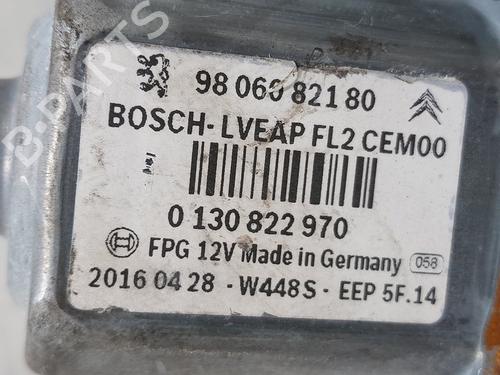 B-PARTS
98 060 821 80
BOSCH- LVEAP FL2 CEM00
0 130 822 970
FPG 12V Made in Germany 058
2016 04 28 - W448S - EEP 5F.14